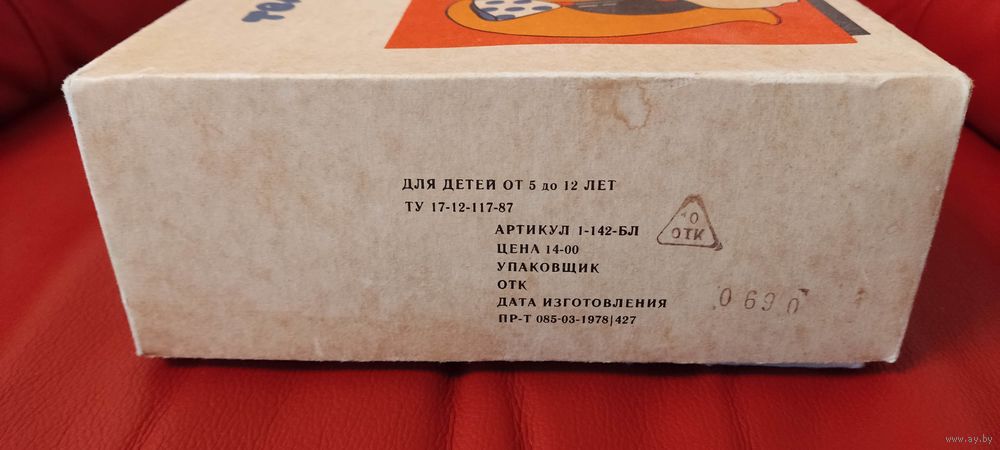 тел
ДЛЯ ДЕТЕЙ ОТ 5 до 12 ЛЕТ
ТУ 17-12-117-87
АРТИКУЛ 1-142-БЛ
ЦЕНА 14-00
УПАКОВЩИК
ОТК
ДАТА ИЗГОТОВЛЕНИЯ
ПР-Т 085-03-1978|427
ОТК
0690
www.ay.by